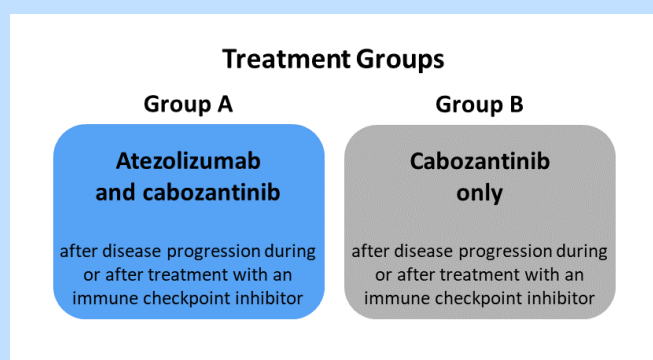 Treatment Groups
Group A
Group B
Atezolizumab
and cabozantinib
after disease progression during
or after treatment with an
immune checkpoint inhibitor
Cabozantinib
only
after disease progression during
or after treatment with an
immune checkpoint inhibitor